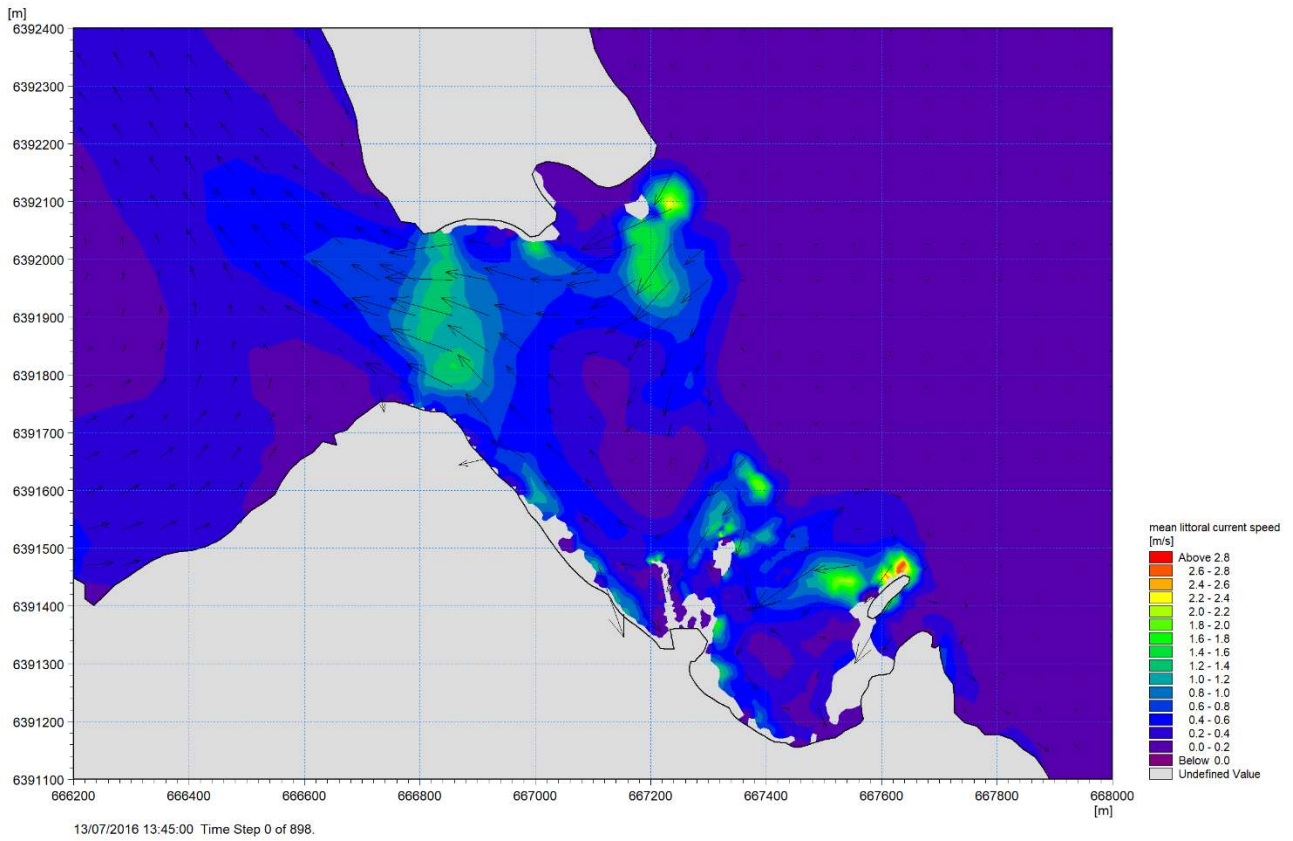 [m]
6392400
6392300
6392200
6392100
6392000
6391900
6391800
6391700
6391600
6391500
6391400
6391300
6391200
6391100
666200 666400 666600 666800 667000 667200 667400 667600 667800 668000
[m]
mean littoral current speed
[m/s]
Above 2.8
2.6 - 2.8
2.4 - 2.6
2.2 - 2.4
2.0 - 2.2
1.8 - 2.0
1.6 - 1.8
1.4 - 1.6
1.2 - 1.4
1.0 - 1.2
0.8 - 1.0
0.6 - 0.8
0.4 - 0.6
0.2 - 0.4
0.0 - 0.2
Below 0.0
Undefined Value
13/07/2016 13:45:00 Time Step 0 of 898.